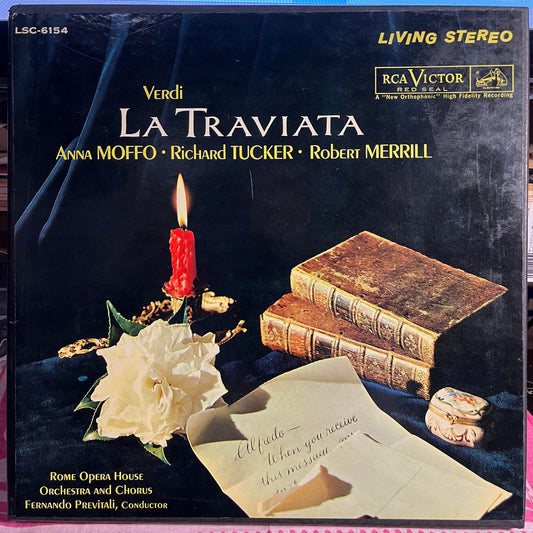 LSC-6154
LIVING STEREO
RCA VICTOR
RED SEAL
A "New Orthophonic" High Fidelity Recording
VERDI
LA TRAVIATA
ANNA MOFFO • RICHARD TUCKER • ROBERT MERRILL
Alfredo—
When you receive
this message
ROME OPERA HOUSE
ORCHESTRA AND CHORUS
FERNANDO PREVITALI, CONDUCTOR